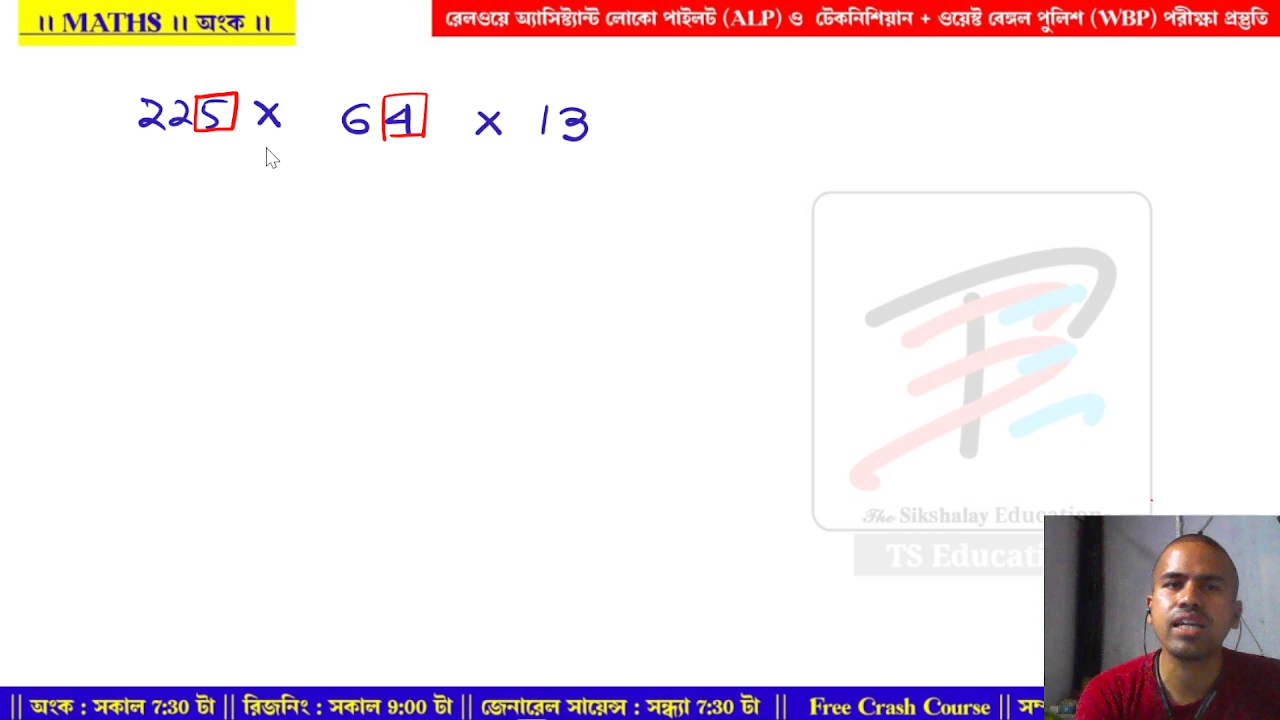 ।। MATHS ।। অংক ।।
রেলওয়ে অ্যাসিস্ট্যান্ট লোকো পাইলট (ALP) ও টেকনিশিয়ান + ওয়েস্ট বেঙ্গল পুলিশ (WBP) পরীক্ষা প্রস্তুতি
225 x 64 x 13
The Sikshalay Education
TS Educati
|| অংক : সকাল 7:30 টা || রিজনিং : সকাল 9:00 টা || জেনারেল সায়েন্স : সন্ধ্যা 7:30 টা || Free Crash Course ||